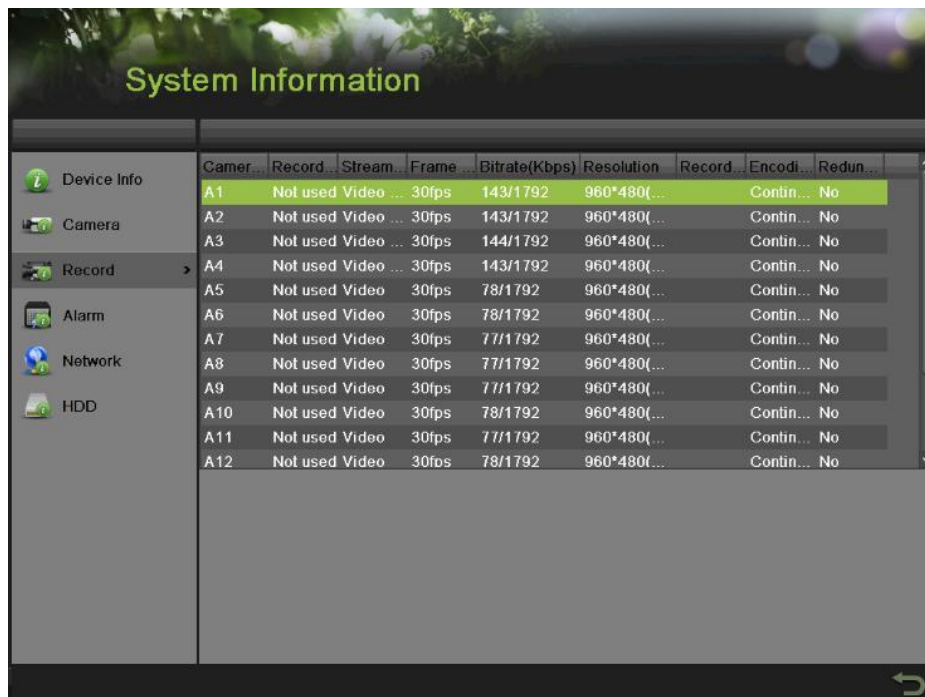 System Information
Device Info
Camera
Record
Alarm
Network
HDD
Camer... Record... Stream... Frame ... Bitrate(Kbps) Resolution Record... Encodi... Redun...
A1 Not used Video ... 30fps 143/1792 960*480(... Contin... No
A2 Not used Video ... 30fps 143/1792 960*480(... Contin... No
A3 Not used Video ... 30fps 144/1792 960*480(... Contin... No
A4 Not used Video ... 30fps 143/1792 960*480(... Contin... No
A5 Not used Video 30fps 78/1792 960*480(... Contin... No
A6 Not used Video 30fps 78/1792 960*480(... Contin... No
A7 Not used Video 30fps 77/1792 960*480(... Contin... No
A8 Not used Video 30fps 77/1792 960*480(... Contin... No
A9 Not used Video 30fps 77/1792 960*480(... Contin... No
A10 Not used Video 30fps 78/1792 960*480(... Contin... No
A11 Not used Video 30fps 77/1792 960*480(... Contin... No
A12 Not used Video 30fps 78/1792 960*480(... Contin... No